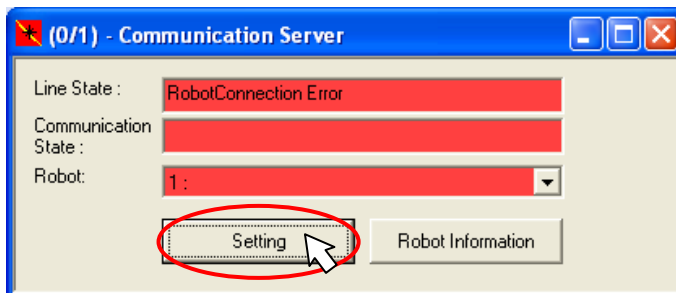 (0/1) - Communication Server
Line State :
RobotConnection Error
Communication
State :
Robot:
1 :
Setting
Robot Information